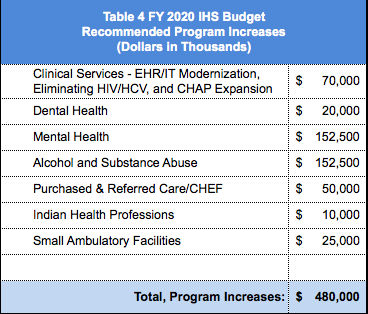 Table 4 FY 2020 IHS Budget
Recommended Program Increases
(Dollars in Thousands)
Clinical Services - EHR/IT Modernization,
Eliminating HIV/HCV, and CHAP Expansion $ 70,000
Dental Health $ 20,000
Mental Health $ 152,500
Alcohol and Substance Abuse $ 152,500
Purchased & Referred Care/CHEF $ 50,000
Indian Health Professions $ 10,000
Small Ambulatory Facilities $ 25,000
Total, Program Increases: $ 480,000